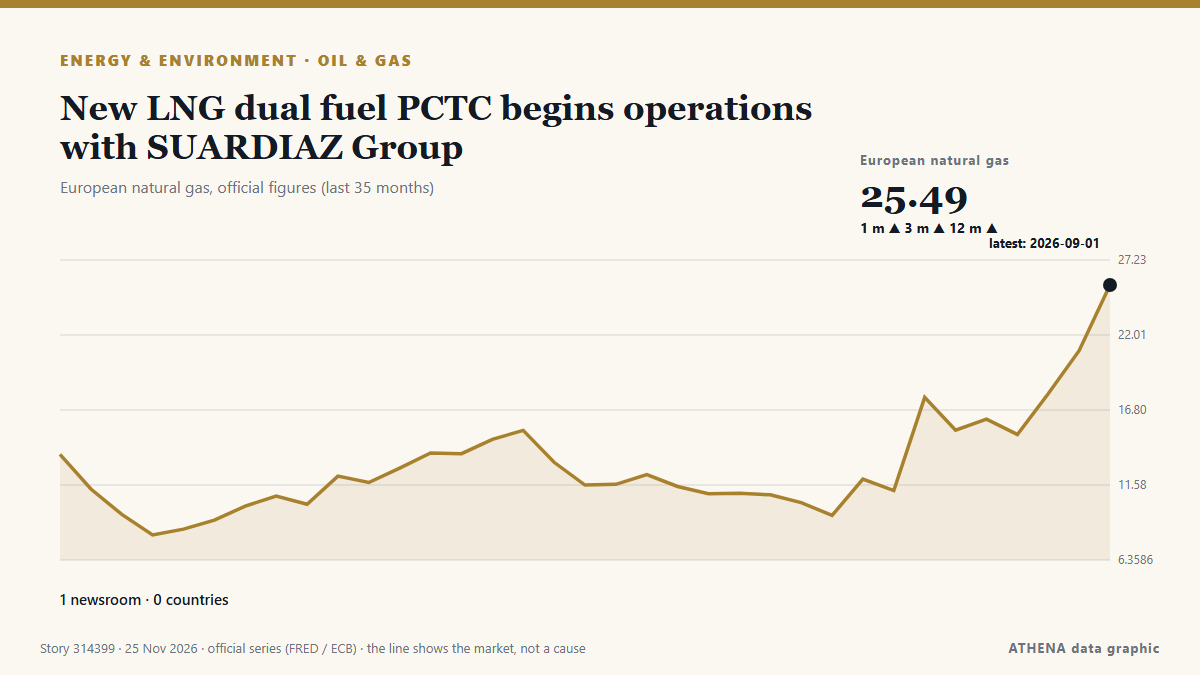 ENERGY & ENVIRONMENT · OIL & GAS
New LNG dual fuel PCTC begins operations
with SUARDIAZ Group
European natural gas, official figures (last 35 months)
European natural gas
25.49
1 m ▲ 3 m ▲ 12 m ▲
latest: 2026-09-01
27.23
22.01
16.80
11.58
6.3586
1 newsroom · 0 countries
Story 314399 · 25 Nov 2026 · official series (FRED / ECB) · the line shows the market, not a cause
ATHENA data graphic